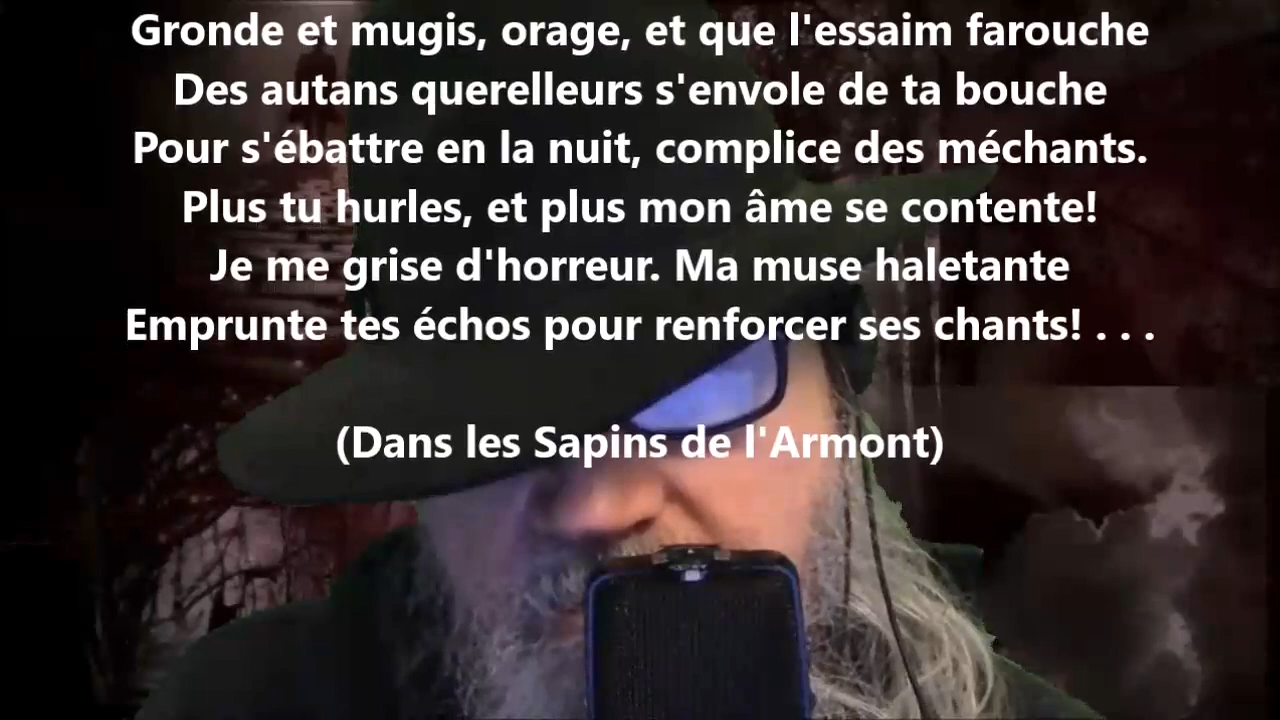 Gronde et mugis, orage, et que l'essaim farouche
Des autans querelleurs s'envole de ta bouche
Pour s'ébattre en la nuit, complice des méchants.
Plus tu hurles, et plus mon âme se contente!
Je me grise d'horreur. Ma muse haletante
Emprunte tes échos pour renforcer ses chants! . . .
(Dans les Sapins de l'Armont)